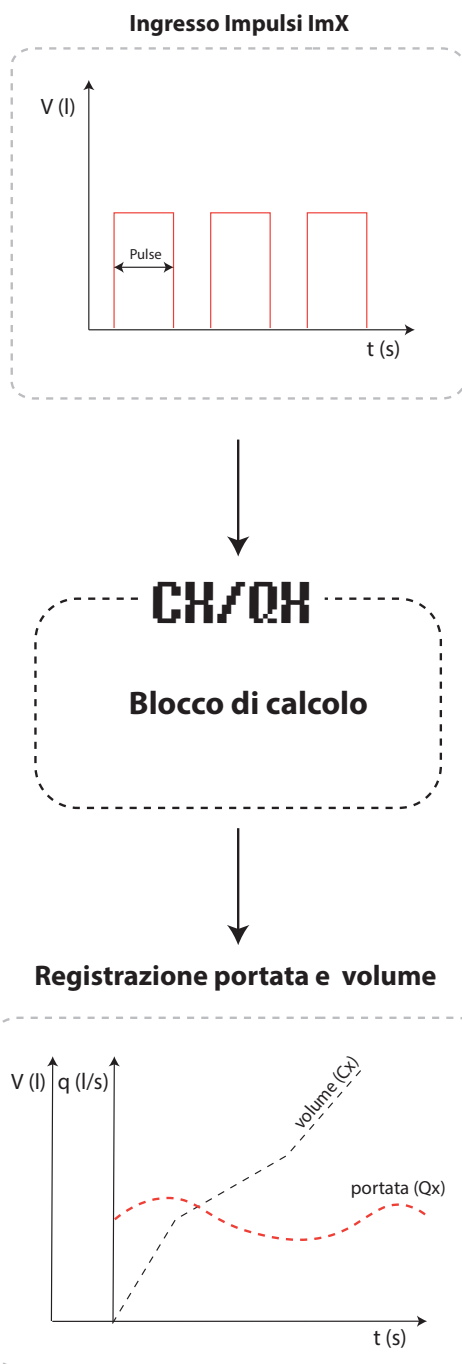 Ingresso Impulsi ImX
V (l)
Pulse
t (s)
CX/QX
Blocco di calcolo
Registrazione portata e volume
V (l) q (l/s)
volume (Cx)
portata (Qx)
t (s)